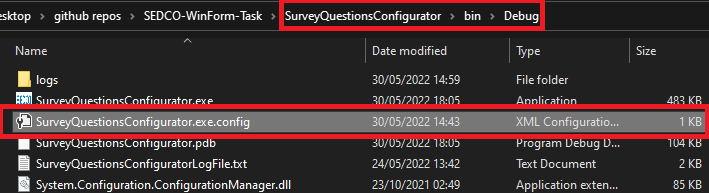 esktop > github repos > SEDCO-WinForm-Task > SurveyQuestionsConfigurator > bin > Debug
Name Date modified Type Size
logs 30/05/2022 14:59 File folder
SurveyQuestionsConfigurator.exe 30/05/2022 18:05 Application 483 KB
SurveyQuestionsConfigurator.exe.config 30/05/2022 14:43 XML Configuratio... 1 KB
SurveyQuestionsConfigurator.pdb 30/05/2022 18:05 Program Debug D... 104 KB
SurveyQuestionsConfiguratorLogFile.txt 24/05/2022 13:42 Text Document 2 KB
System.Configuration.ConfigurationManager.dll 23/10/2021 02:49 Application exten...